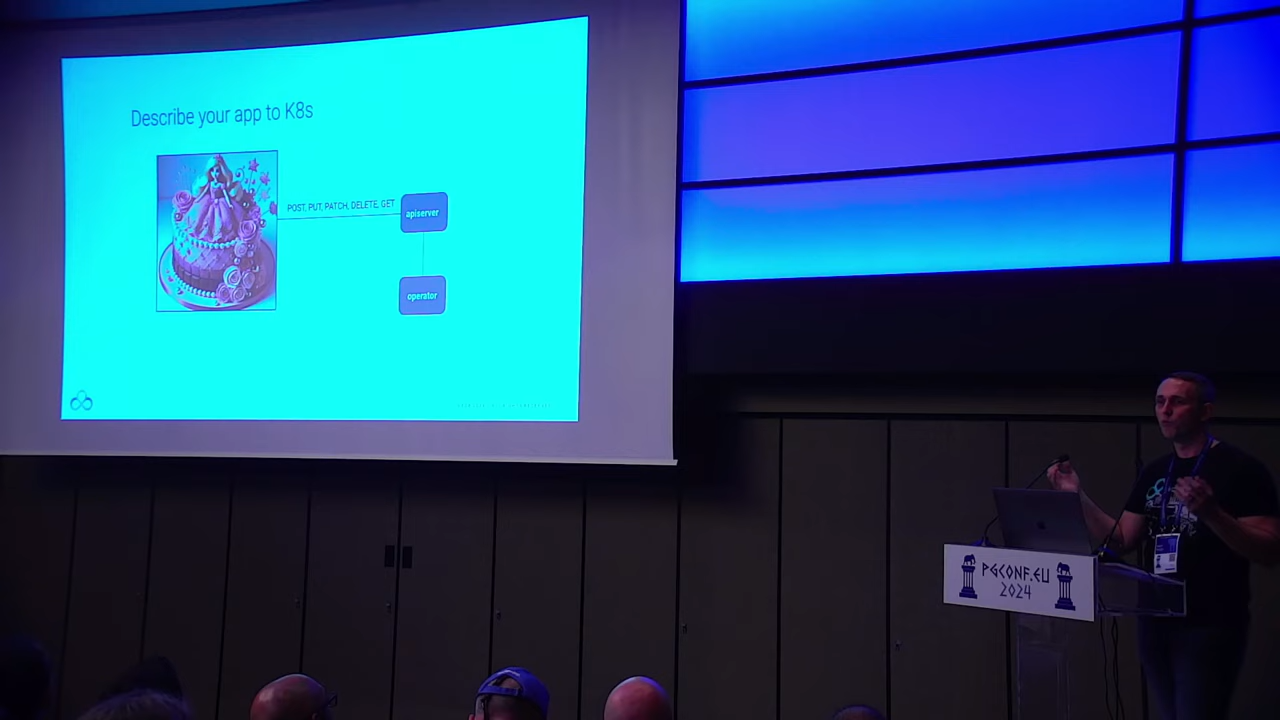 Describe your app to K8s
POST, PUT, PATCH, DELETE, GET
apiserver
operator
PGCONF.EU
2024